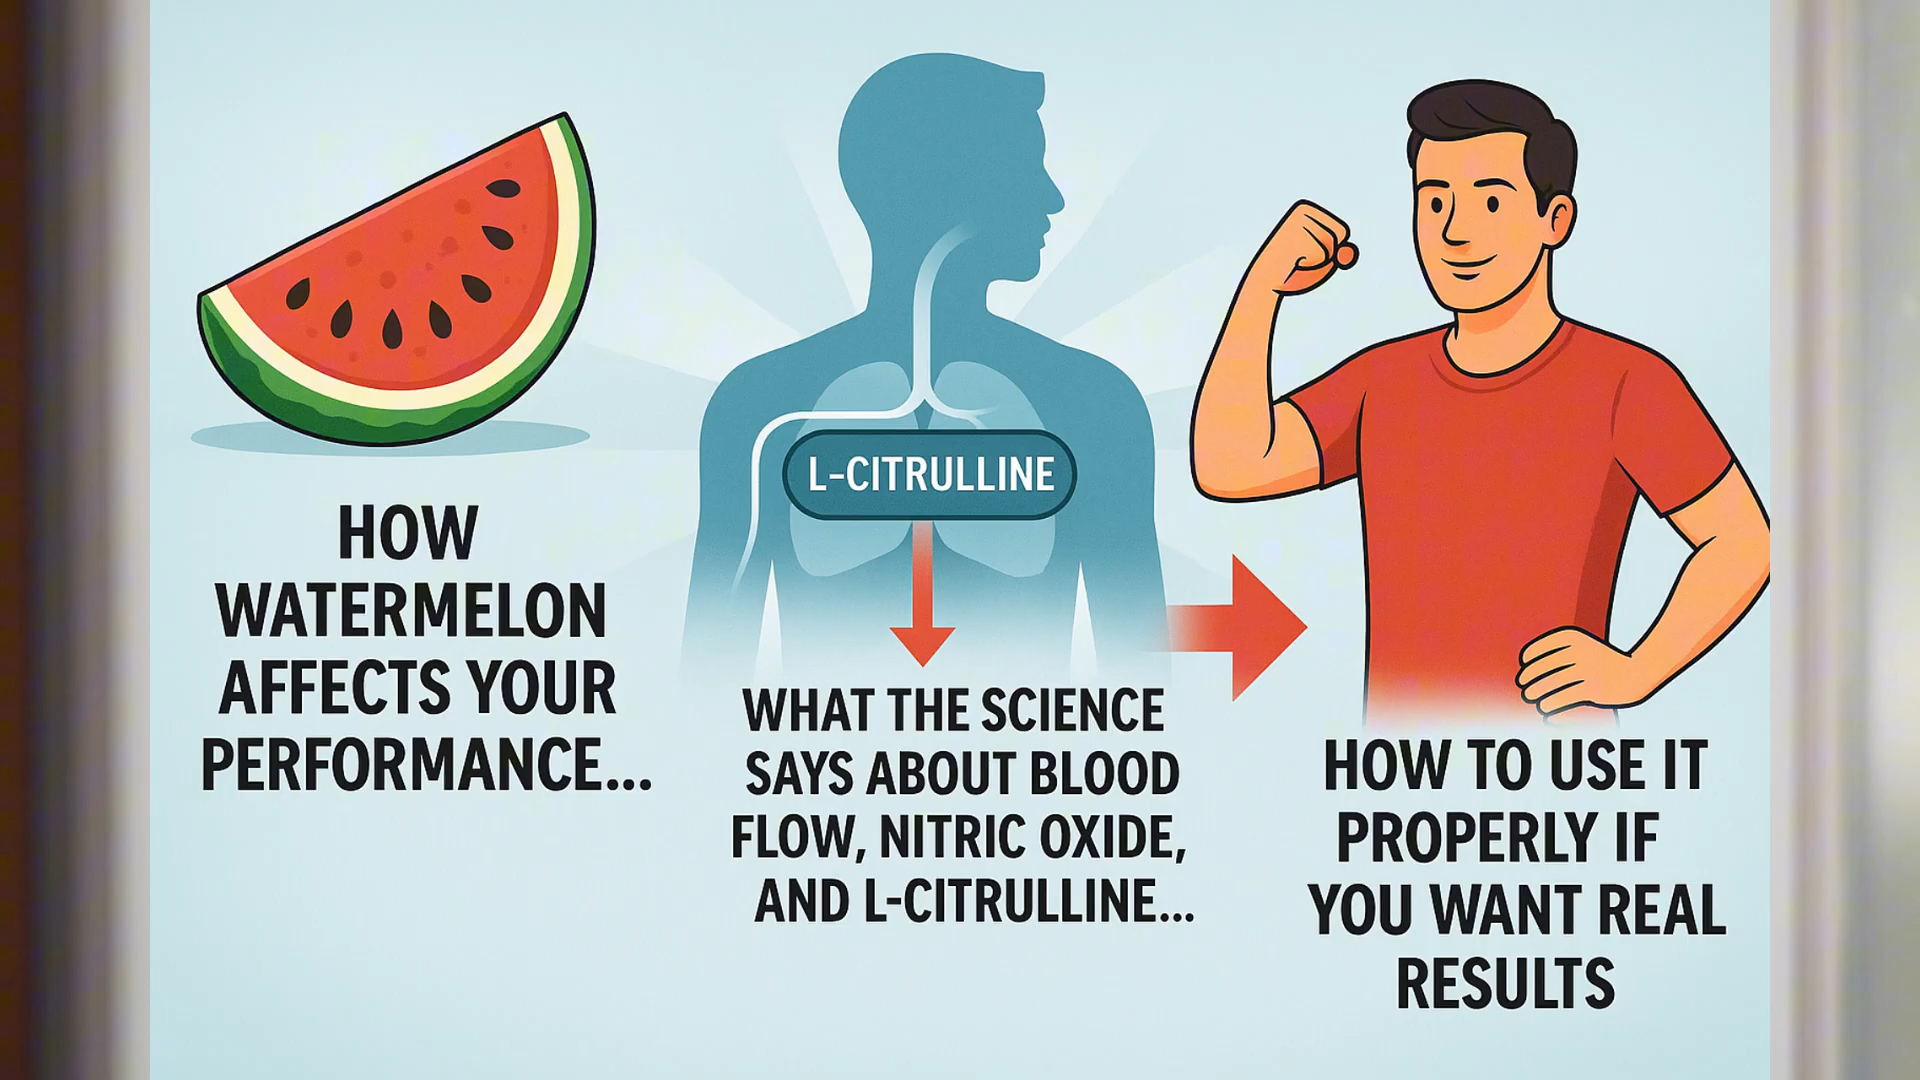 HOW
WATERMELON
AFFECTS YOUR
PERFORMANCE...
L-CITRULLINE
WHAT THE SCIENCE
SAYS ABOUT BLOOD
FLOW, NITRIC OXIDE,
AND L-CITRULLINE...
HOW TO USE IT
PROPERLY IF
YOU WANT REAL
RESULTS